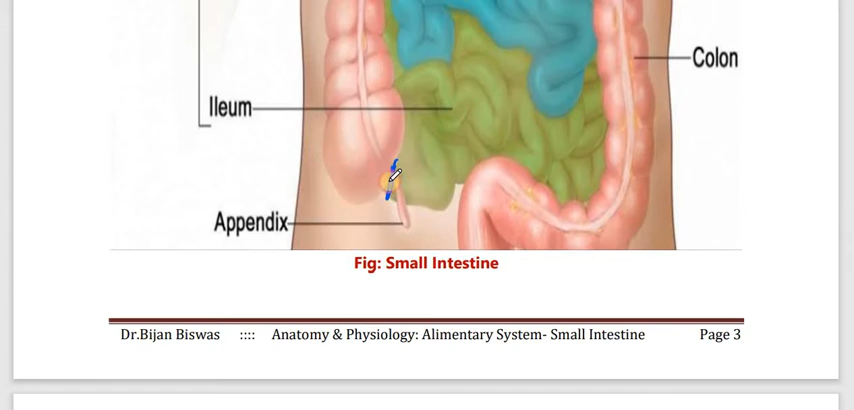 Colon
Ileum
Appendix
Fig: Small Intestine
Dr.Bijan Biswas :::: Anatomy & Physiology: Alimentary System- Small Intestine Page 3